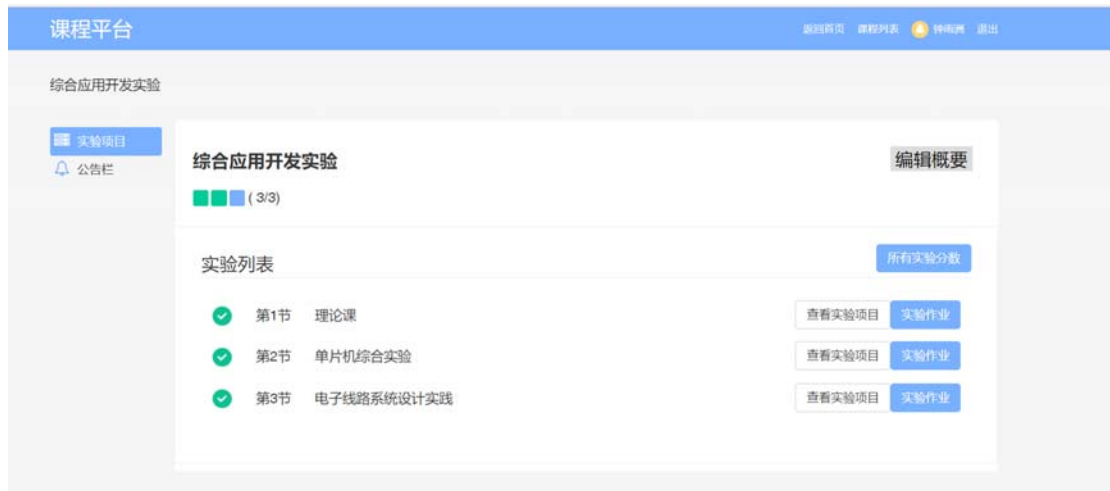 课程平台
返回首页 课程列表 退出
综合应用开发实验
实验项目
公告栏
综合应用开发实验
编辑概要
( 3/3)
实验列表
所有实验分数
第1节 理论课 查看实验项目 实验作业
第2节 单片机综合实验 查看实验项目 实验作业
第3节 电子线路系统设计实践 查看实验项目 实验作业